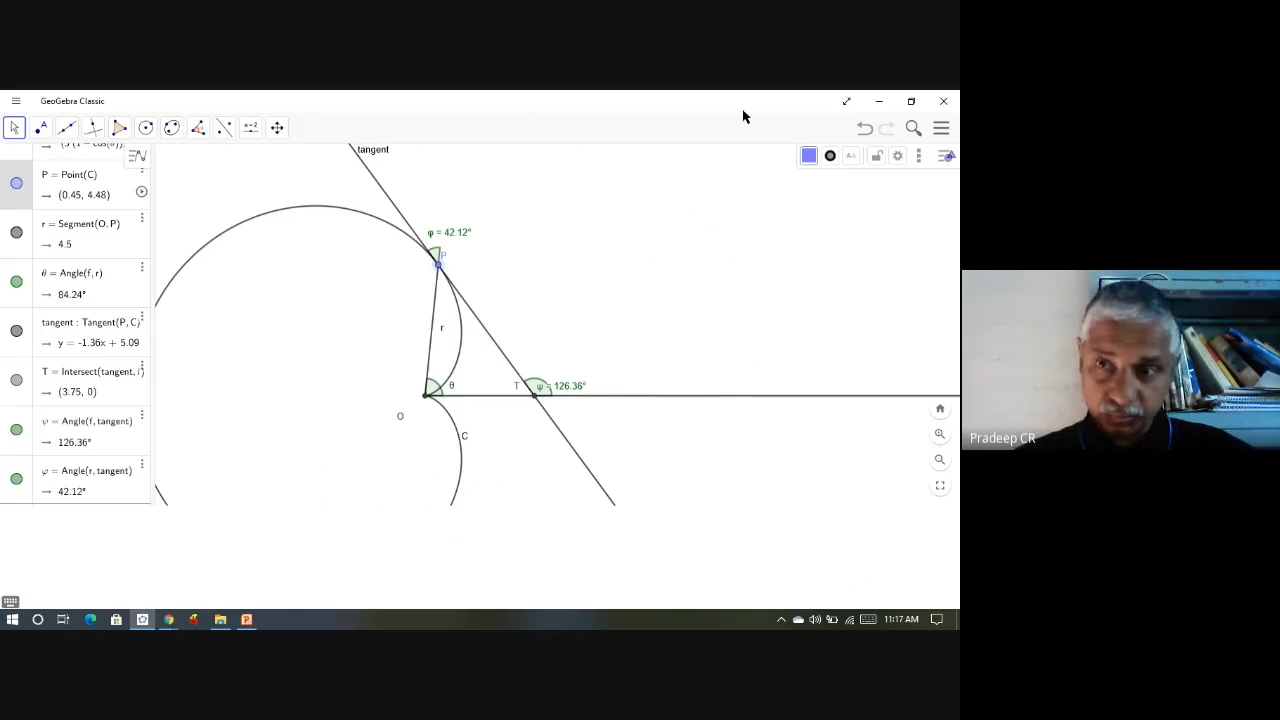 GeoGebra Classic
a=2
tangent
P = Point(C)
→ (0.45, 4.48)
r = Segment(O, P)
→ 4.5
θ = Angle(f, r)
→ 84.24°
tangent : Tangent(P, C)
→ y = -1.36x + 5.09
T = Intersect(tangent, i
→ (3.75, 0)
ψ = Angle(f, tangent)
→ 126.36°
φ = Angle(r, tangent)
→ 42.12°
φ = 42.12°
P
r
θ
T
ψ = 126.36°
O
C
AA
Pradeep CR
11:17 AM